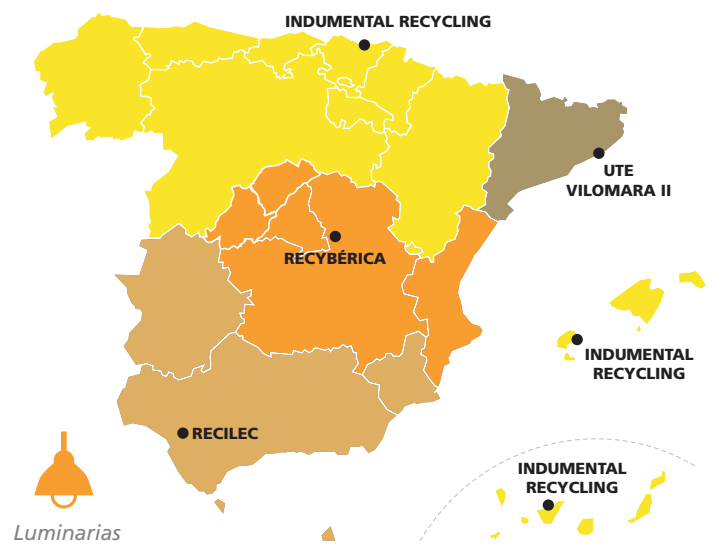 INDUMENTAL RECYCLING
UTE
VILOMARA II
RECYBÉRICA
INDUMENTAL
RECYCLING
RECILEC
INDUMENTAL
RECYCLING
Luminarias